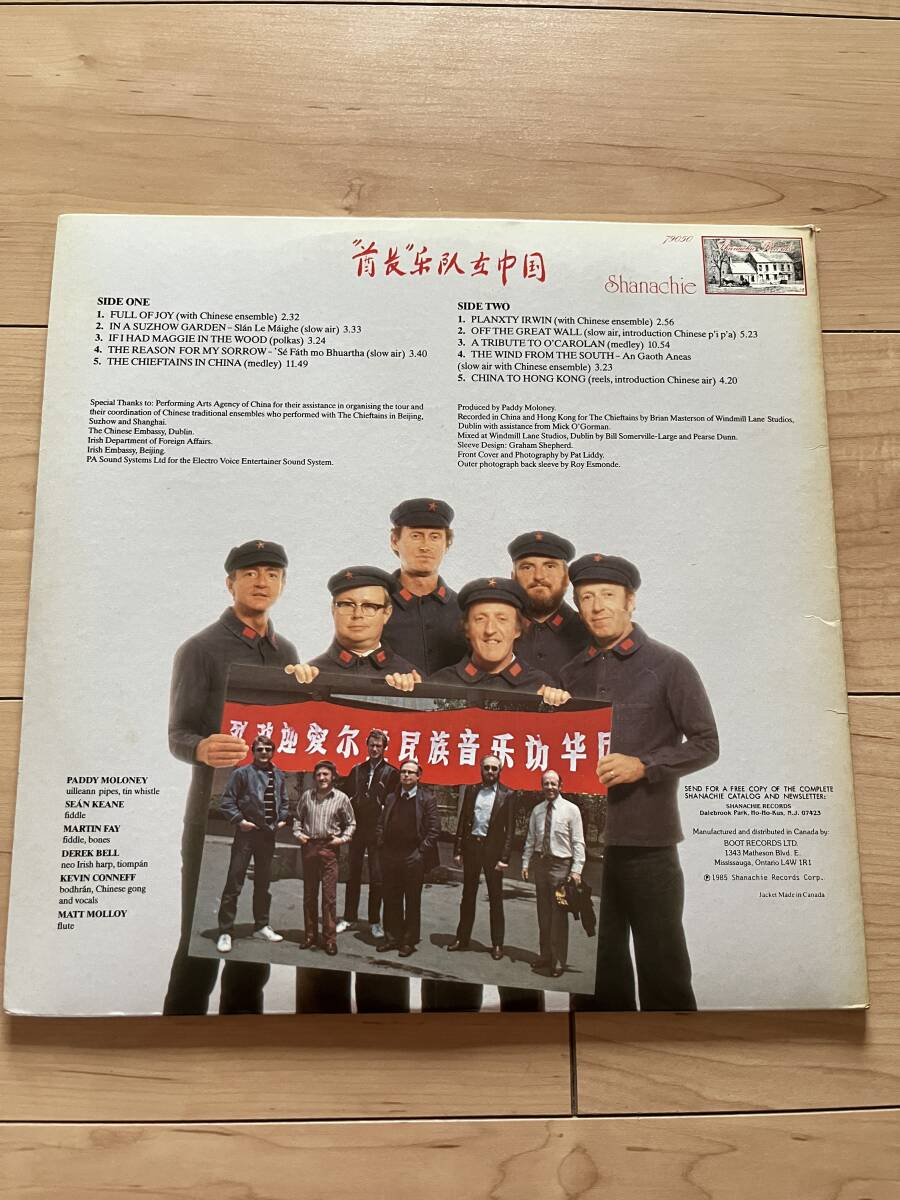 "酋长"乐队在中国
79050
Shanachie
SIDE ONE
1. FULL OF JOY (with Chinese ensemble) 2.32
2. IN A SUZHOW GARDEN – Slán Le Máighe (slow air) 3.33
3. IF I HAD MAGGIE IN THE WOOD (polkas) 3.24
4. THE REASON FOR MY SORROW – 'Sé Fáth mo Bhuartha (slow air) 3.40
5. THE CHIEFTAINS IN CHINA (medley) 11.49
SIDE TWO
1. PLANXTY IRWIN (with Chinese ensemble) 2.56
2. OFF THE GREAT WALL (slow air, introduction Chinese p'i p'a) 5.23
3. A TRIBUTE TO O'CAROLAN (medley) 10.54
4. THE WIND FROM THE SOUTH – An Gaoth Aneas
(slow air with Chinese ensemble) 3.23
5. CHINA TO HONG KONG (reels, introduction Chinese air) 4.20
Special Thanks to: Performing Arts Agency of China for their assistance in organising the tour and
their coordination of Chinese traditional ensembles who performed with The Chieftains in Beijing,
Suzhow and Shanghai.
The Chinese Embassy, Dublin.
Irish Department of Foreign Affairs.
Irish Embassy, Beijing.
PA Sound Systems Ltd for the Electro Voice Entertainer Sound System.
Produced by Paddy Moloney.
Recorded in China and Hong Kong for The Chieftains by Brian Masterson of Windmill Lane Studios,
Dublin with assistance from Mick O'Gorman.
Mixed at Windmill Lane Studios, Dublin by Bill Somerville-Large and Pearse Dunn.
Sleeve Design: Graham Shepherd.
Front Cover and Photography by Pat Liddy.
Outer photograph back sleeve by Roy Esmonde.
迎爱尔兰民族音乐访华
PADDY MOLONEY
uilleann pipes, tin whistle
SEÁN KEANE
fiddle
MARTIN FAY
fiddle, bones
DEREK BELL
neo Irish harp, tiompán
KEVIN CONNEFF
bodhrán, Chinese gong
and vocals
MATT MOLLOY
flute
SEND FOR A FREE COPY OF THE COMPLETE
SHANACHIE CATALOG AND NEWSLETTER:
SHANACHIE RECORDS
Dalebrook Park, Ho-Ho-Kus, N.J. 07423
Manufactured and distributed in Canada by:
BOOT RECORDS LTD.
1343 Matheson Blvd. E.
Mississauga, Ontario L4W 1R1
℗ 1985 Shanachie Records Corp.
Jacket Made in Canada